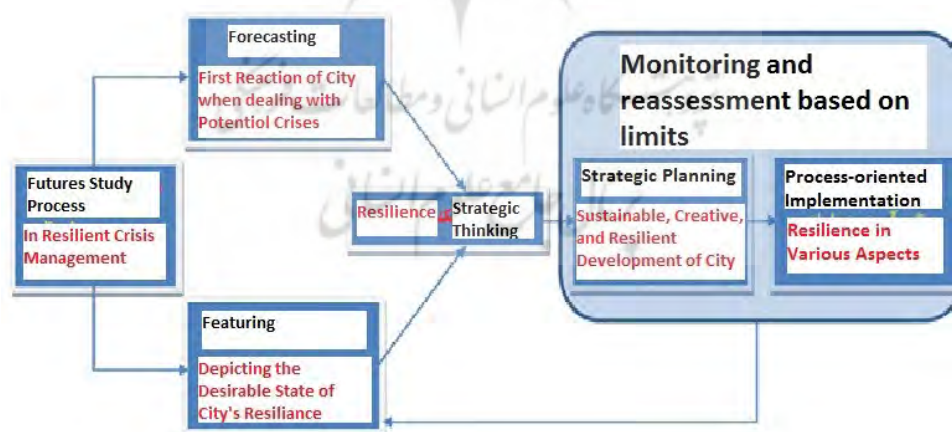 Forecasting
First Reaction of City
when dealing with
Potentiol Crises
Monitoring and
reassessment based on
limits
Futures Study
Process
In Resilient Crisis
Management
Resilience
Strategic
Thinking
Strategic Planning
Sustainable, Creative,
and Resilient
Development of City
Process-oriented
Implementation
Resilience in
Various Aspects
Featuring
Depicting the
Desirable State of
City's Resiliance